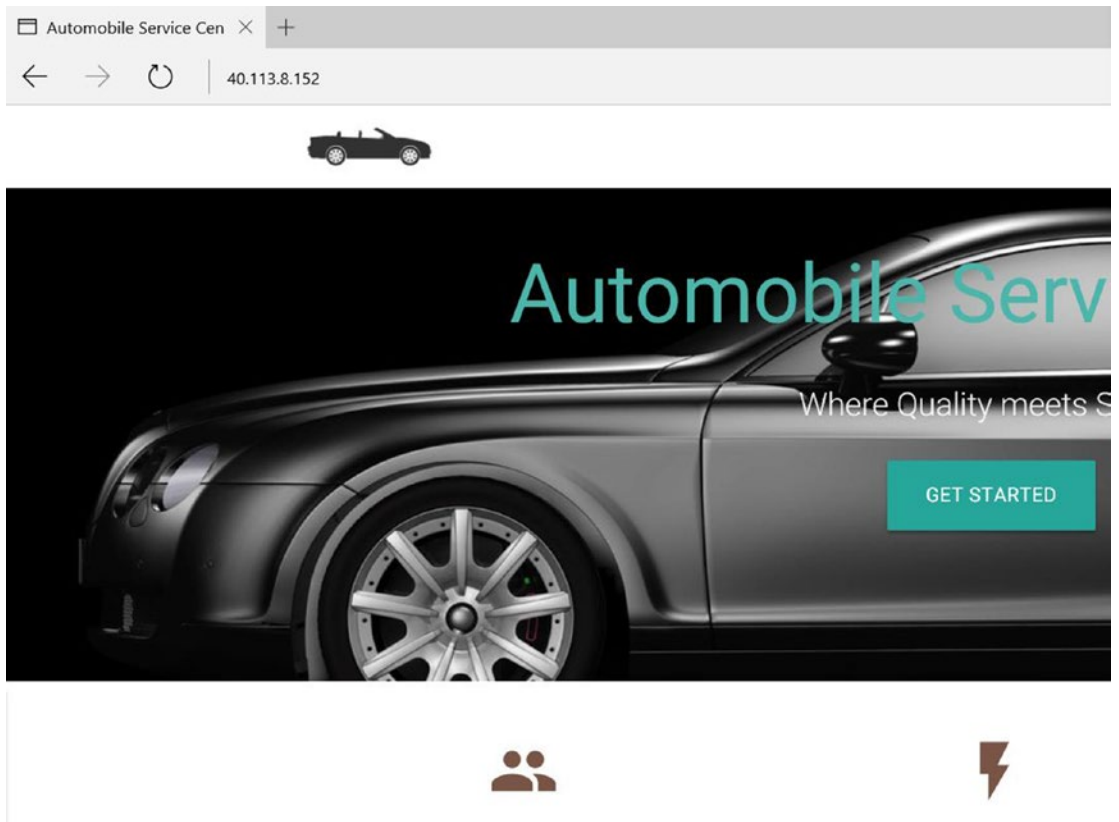 Automobile Service Cen
40.113.8.152
Automobile Serv
Where Quality meets S
GET STARTED